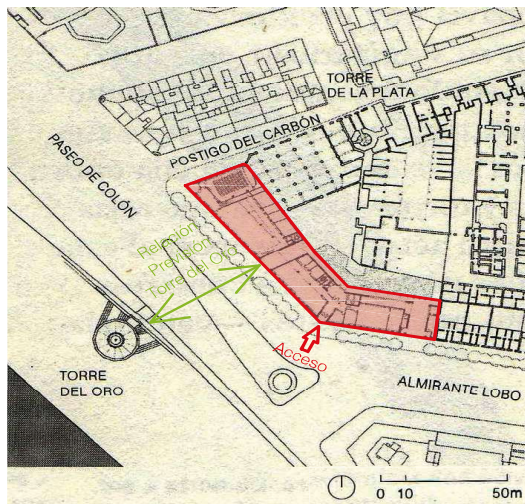 TORRE
DE LA PLATA
POSTIGO DEL CARBÓN
PASEO DE COLÓN
Relación
Previsión
Torre del Oro
Acceso
TORRE
DEL ORO
ALMIRANTE LOBO
0 10 50m